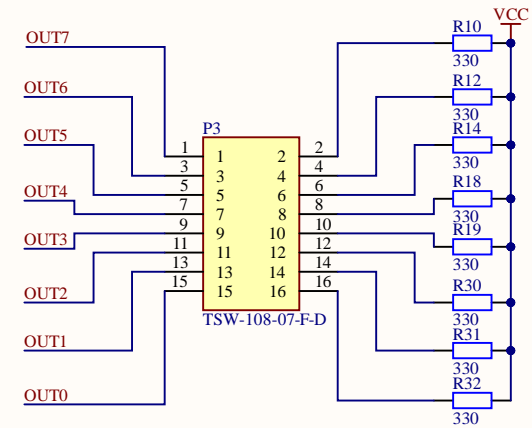 VCC
R10
330
R12
330
R14
330
R18
330
R19
330
R30
330
R31
330
R32
330
OUT7
OUT6
OUT5
OUT4
OUT3
OUT2
OUT1
OUT0
P3
1 1 2 2
3 3 4 4
5 5 6 6
7 7 8 8
9 9 10 10
11 11 12 12
13 13 14 14
15 15 16 16
TSW-108-07-F-D